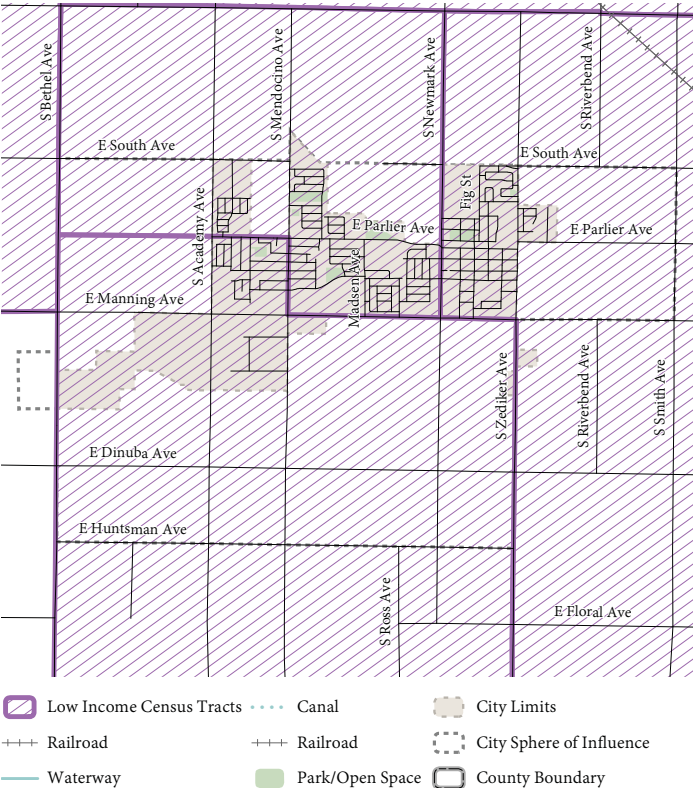 S Bethel Ave
S Mendocino Ave
S Newmark Ave
S Riverbend Ave
E South Ave
E South Ave
S Academy Ave
Fig St
E Parlier Ave
E Parlier Ave
Madsen Ave
E Manning Ave
S Zediker Ave
S Riverbend Ave
S Smith Ave
E Dinuba Ave
E Huntsman Ave
S Ross Ave
E Floral Ave
Low Income Census Tracts
Canal
City Limits
Railroad
Railroad
City Sphere of Influence
Waterway
Park/Open Space
County Boundary